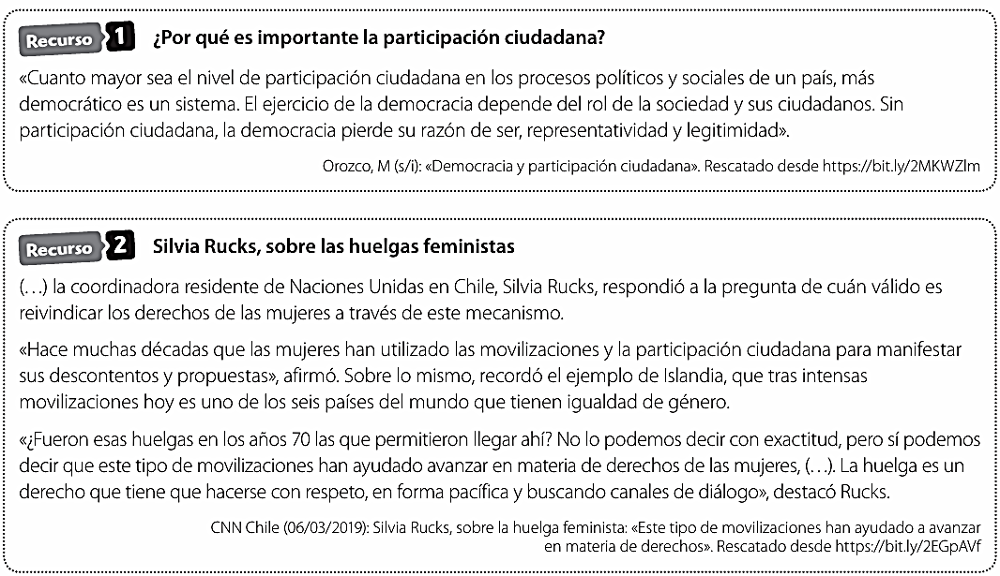 Recurso 1 ¿Por qué es importante la participación ciudadana?
«Cuanto mayor sea el nivel de participación ciudadana en los procesos políticos y sociales de un país, más
democrático es un sistema. El ejercicio de la democracia depende del rol de la sociedad y sus ciudadanos. Sin
participación ciudadana, la democracia pierde su razón de ser, representatividad y legitimidad».
Orozco, M (s/i): «Democracia y participación ciudadana». Rescatado desde https://bit.ly/2MKWZlm
Recurso 2 Silvia Rucks, sobre las huelgas feministas
(…) la coordinadora residente de Naciones Unidas en Chile, Silvia Rucks, respondió a la pregunta de cuán válido es
reivindicar los derechos de las mujeres a través de este mecanismo.
«Hace muchas décadas que las mujeres han utilizado las movilizaciones y la participación ciudadana para manifestar
sus descontentos y propuestas», afirmó. Sobre lo mismo, recordó el ejemplo de Islandia, que tras intensas
movilizaciones hoy es uno de los seis países del mundo que tienen igualdad de género.
«¿Fueron esas huelgas en los años 70 las que permitieron llegar ahí? No lo podemos decir con exactitud, pero sí podemos
decir que este tipo de movilizaciones han ayudado avanzar en materia de derechos de las mujeres, (…). La huelga es un
derecho que tiene que hacerse con respeto, en forma pacífica y buscando canales de diálogo», destacó Rucks.
CNN Chile (06/03/2019): Silvia Rucks, sobre la huelga feminista: «Este tipo de movilizaciones han ayudado a avanzar
en materia de derechos». Rescatado desde https://bit.ly/2EGpAVf